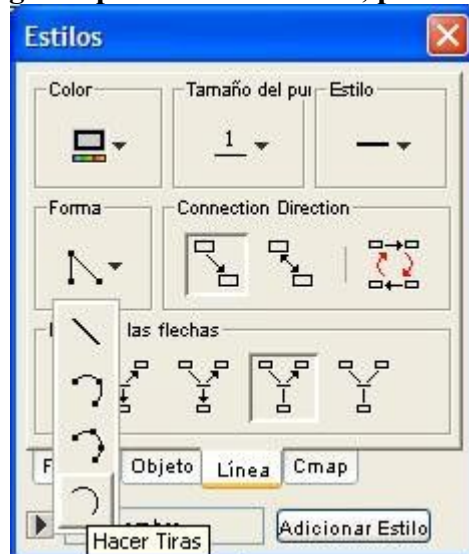 Estilos
Color
Tamaño del pu
Estilo
1
Forma
Connection Direction
las flechas
Objeto
Línea
Cmap
Hacer Tiras
Adicionar Estilo